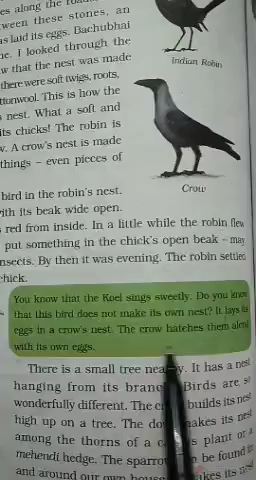 es along the
ween these stones, an
as laid its eggs. Bachubhai
ne. I looked through the
w that the nest was made
there were soft twigs, roots,
ttonwool. This is how the
nest. What a soft and
its chicks! The robin is
w. A crow's nest is made
things – even pieces of
Indian Robin
Crow
bird in the robin's nest.
ith its beak wide open.
red from inside. In a little while the robin flew
put something in the chick's open beak – may
nsects. By then it was evening. The robin settled
chick.
You know that the Koel sings sweetly. Do you know
that this bird does not make its own nest? It lays its
eggs in a crow's nest. The crow hatches them along
with its own eggs.
There is a small tree nearby. It has a nest
hanging from its branch. Birds are so
wonderfully different. The builds its nest
high up on a tree. The makes its nest
among the thorns of a plant or a
mehendi hedge. The sparrow be found in
and around our own its nest